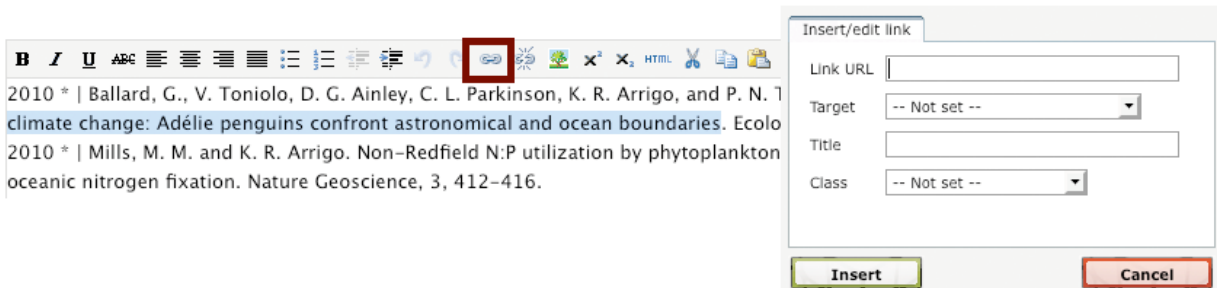 B I U ABC x² x₂ HTML
2010 * | Ballard, G., V. Toniolo, D. G. Ainley, C. L. Parkinson, K. R. Arrigo, and P. N. T
climate change: Adélie penguins confront astronomical and ocean boundaries. Ecolo
2010 * | Mills, M. M. and K. R. Arrigo. Non-Redfield N:P utilization by phytoplankton
oceanic nitrogen fixation. Nature Geoscience, 3, 412-416.
Insert/edit link
Link URL
Target -- Not set --
Title
Class -- Not set --
Insert Cancel